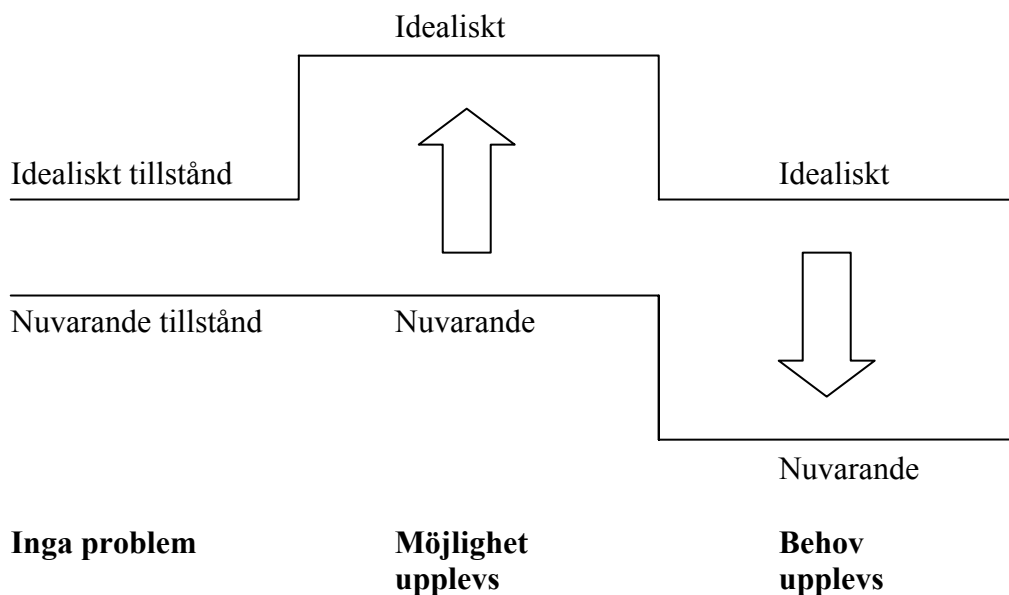 Idealiskt
Idealiskt tillstånd
Idealiskt
Nuvarande tillstånd
Nuvarande
Nuvarande
Inga problem
Möjlighet
upplevs
Behov
upplevs